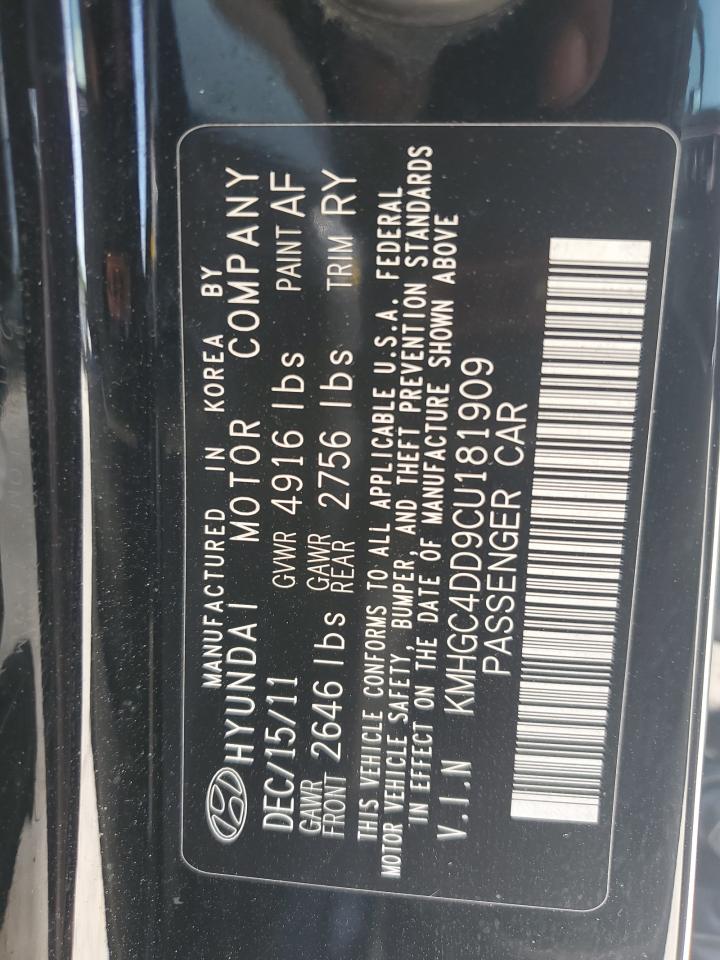 MANUFACTURED IN KOREA BY
HYUNDAI MOTOR COMPANY
DEC/15/11 GVWR 4916 lbs PAINT AF
GAWR FRONT 2646 lbs GAWR REAR 2756 lbs TRIM RY
THIS VEHICLE CONFORMS TO ALL APPLICABLE U.S.A. FEDERAL
MOTOR VEHICLE SAFETY, BUMPER, AND THEFT PREVENTION STANDARDS
IN EFFECT ON THE DATE OF MANUFACTURE SHOWN ABOVE
V.I.N KMHGC4DD9CU181909
PASSENGER CAR